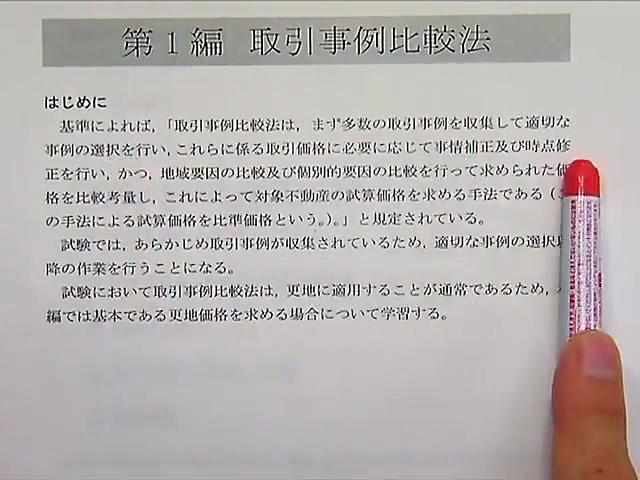 第1編 取引事例比較法
はじめに
基準によれば，「取引事例比較法は，まず多数の取引事例を収集して適切な
事例の選択を行い，これらに係る取引価格に必要に応じて事情補正及び時点修
正を行い，かつ，地域要因の比較及び個別的要因の比較を行って求められた価
格を比較考量し，これによって対象不動産の試算価格を求める手法である（
の手法による試算価格を比準価格という。）。」と規定されている。
試験では，あらかじめ取引事例が収集されているため，適切な事例の選択以
降の作業を行うことになる。
試験において取引事例比較法は，更地に適用することが通常であるため，
編では基本である更地価格を求める場合について学習する。